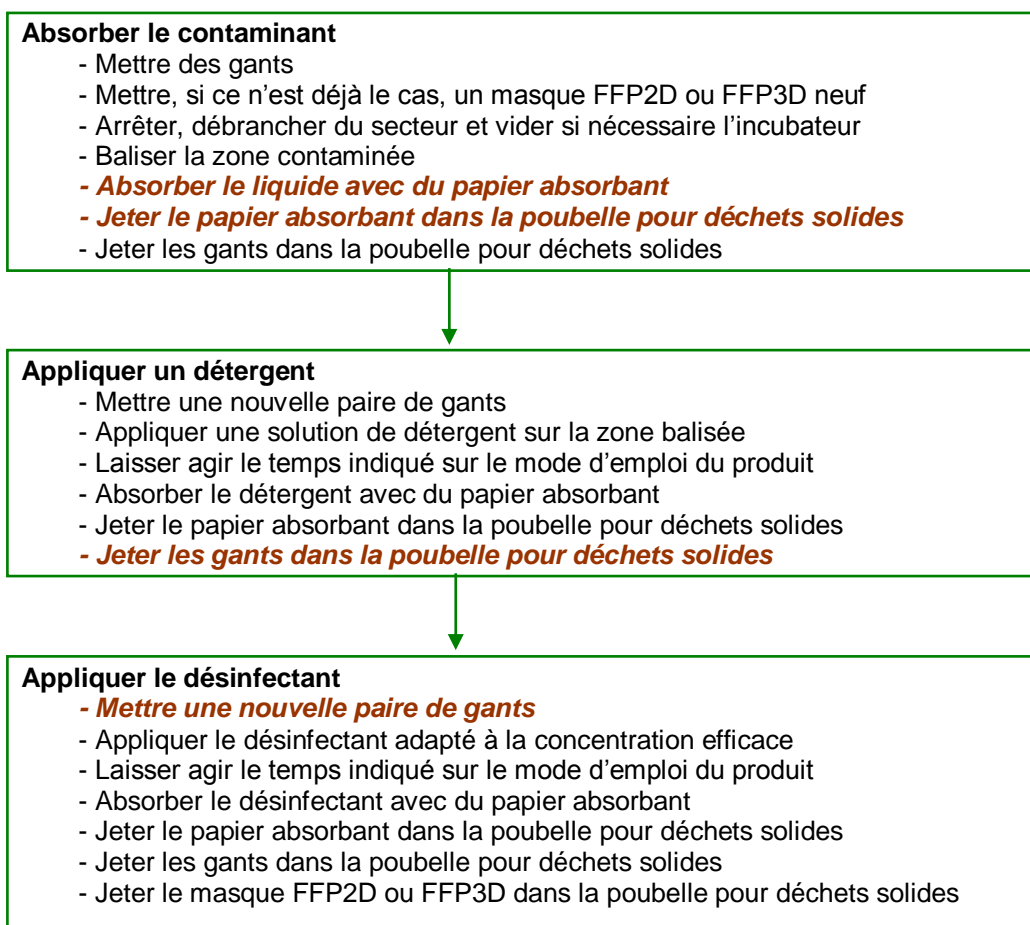 Absorber le contaminant
- Mettre des gants
- Mettre, si ce n’est déjà le cas, un masque FFP2D ou FFP3D neuf
- Arrêter, débrancher du secteur et vider si nécessaire l’incubateur
- Baliser la zone contaminée
- Absorber le liquide avec du papier absorbant
- Jeter le papier absorbant dans la poubelle pour déchets solides
- Jeter les gants dans la poubelle pour déchets solides
Appliquer un détergent
- Mettre une nouvelle paire de gants
- Appliquer une solution de détergent sur la zone balisée
- Laisser agir le temps indiqué sur le mode d’emploi du produit
- Absorber le détergent avec du papier absorbant
- Jeter le papier absorbant dans la poubelle pour déchets solides
- Jeter les gants dans la poubelle pour déchets solides
Appliquer le désinfectant
- Mettre une nouvelle paire de gants
- Appliquer le désinfectant adapté à la concentration efficace
- Laisser agir le temps indiqué sur le mode d’emploi du produit
- Absorber le désinfectant avec du papier absorbant
- Jeter le papier absorbant dans la poubelle pour déchets solides
- Jeter les gants dans la poubelle pour déchets solides
- Jeter le masque FFP2D ou FFP3D dans la poubelle pour déchets solides